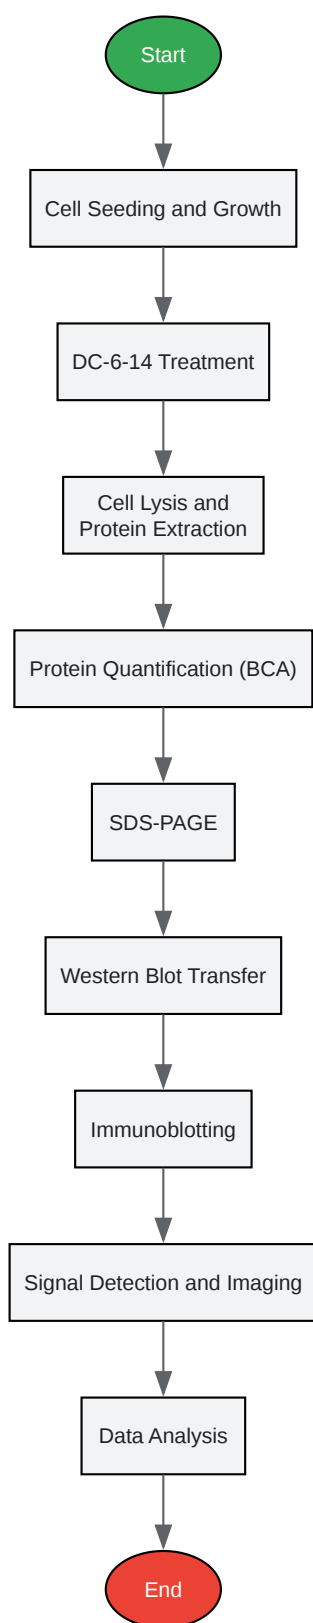 Start
Cell Seeding and Growth
DC-6-14 Treatment
Cell Lysis and
Protein Extraction
Protein Quantification (BCA)
SDS-PAGE
Western Blot Transfer
Immunoblotting
Signal Detection and Imaging
Data Analysis
End